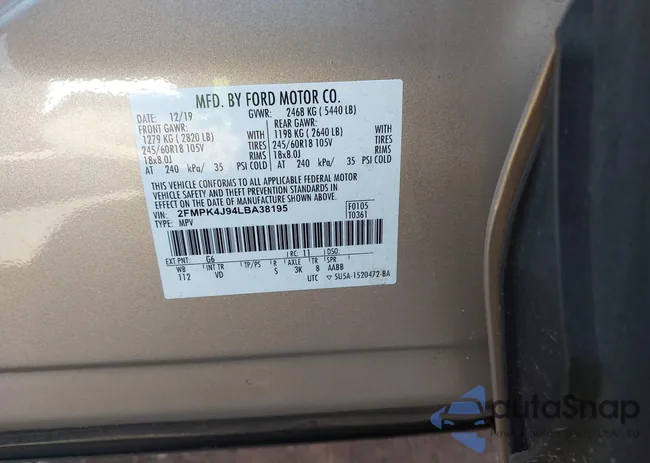 MFD. BY FORD MOTOR CO.
DATE: 12/19 GVWR: 2468 KG ( 5440 LB)
FRONT GAWR: REAR GAWR:
1279 KG ( 2820 LB) WITH 1198 KG ( 2640 LB) WITH
245/60R18 105V TIRES 245/60R18 105V TIRES
18x8.0J RIMS 18x8.0J RIMS
AT 240 kPa/ 35 PSI COLD AT 240 kPa/ 35 PSI COLD
THIS VEHICLE CONFORMS TO ALL APPLICABLE FEDERAL MOTOR
VEHICLE SAFETY AND THEFT PREVENTION STANDARDS IN
EFFECT ON THE DATE OF MANUFACTURE SHOWN ABOVE.
VIN: 2FMPK4J94LBA38195 F0105
TYPE: MPV T0361
EXT PNT: G6 RC: 11 DSO:
WB INT TR TP/PS R AXLE TR SPR
112 VD S 3K 8 AABB
UTC ▽ SU5A-1520472-BA
autoSnap